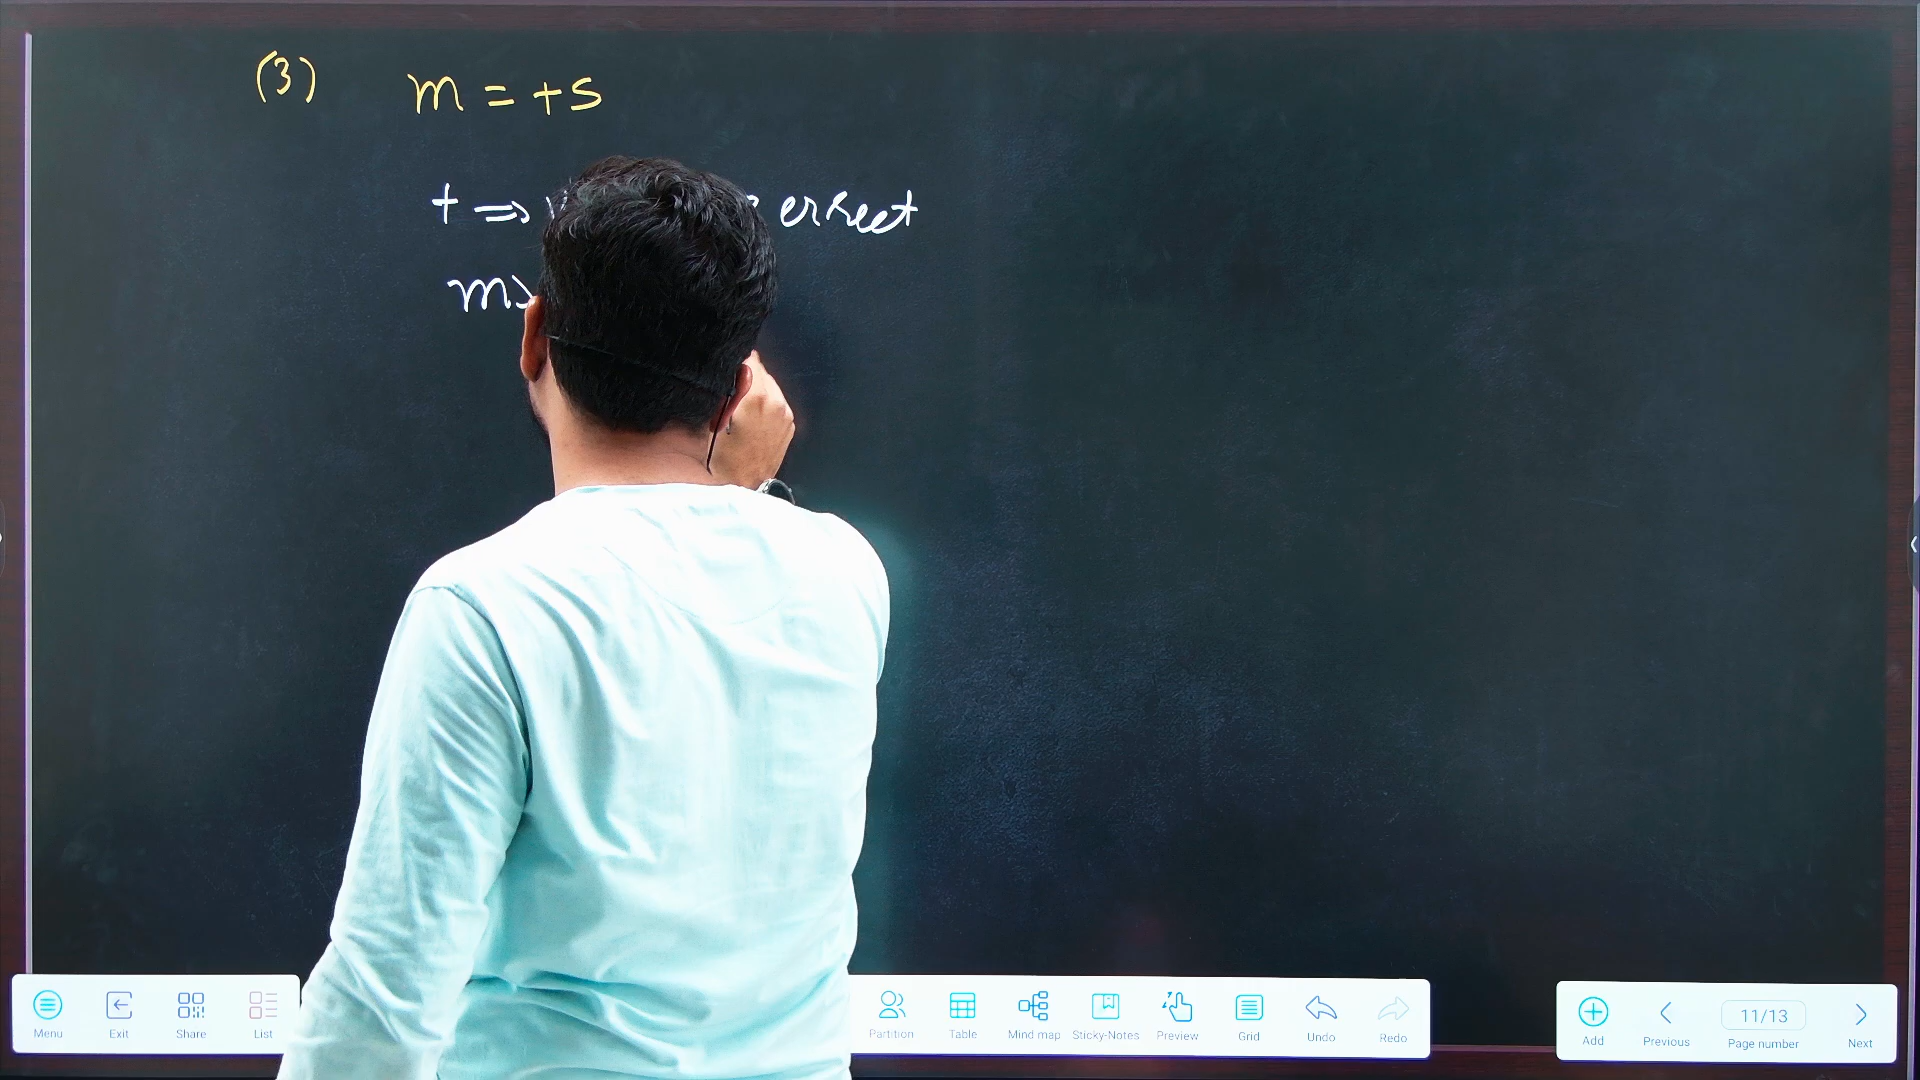 (3) m = +5
+ ⇒ erect
m>
Menu Exit Share List Partition Table Mind map Sticky-Notes Preview Grid Undo Redo Add Previous 11/13 Page number Next